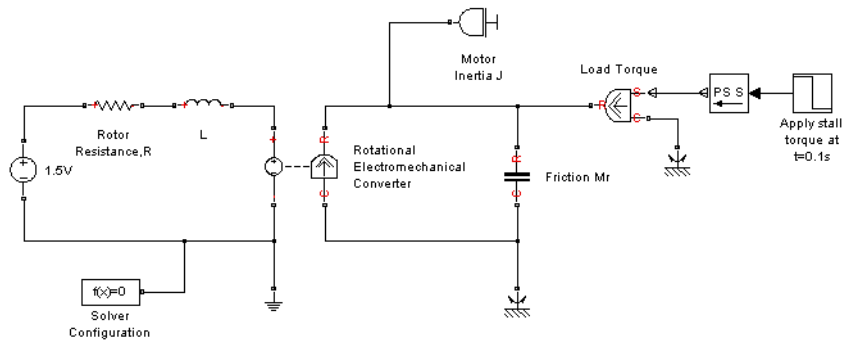 Motor
Inertia J
Load Torque
S
PS S
R
C
Apply stall
torque at
t=0.1s
+
-
+
-
Rotor
Resistance,R
L
+
+
-
1.5V
R
C
Rotational
Electromechanical
Converter
R
C
Friction Mr
f(x)=0
Solver
Configuration